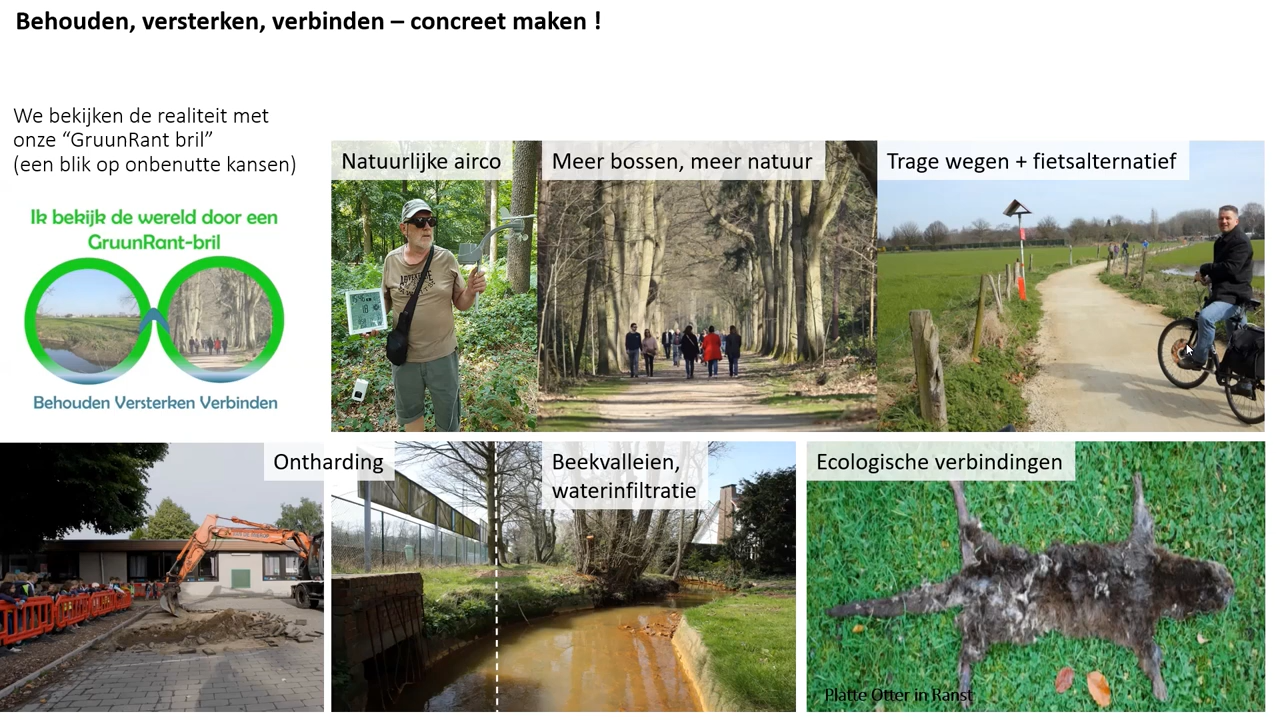 Behouden, versterken, verbinden – concreet maken !
We bekijken de realiteit met
onze “GruunRant bril”
(een blik op onbenutte kansen)
Ik bekijk de wereld door een
GruunRant-bril
Behouden Versterken Verbinden
Natuurlijke airco
Meer bossen, meer natuur
Trage wegen + fietsalternatief
Ontharding
Beekvalleien,
waterinfiltratie
Ecologische verbindingen
Platte Otter in Ranst